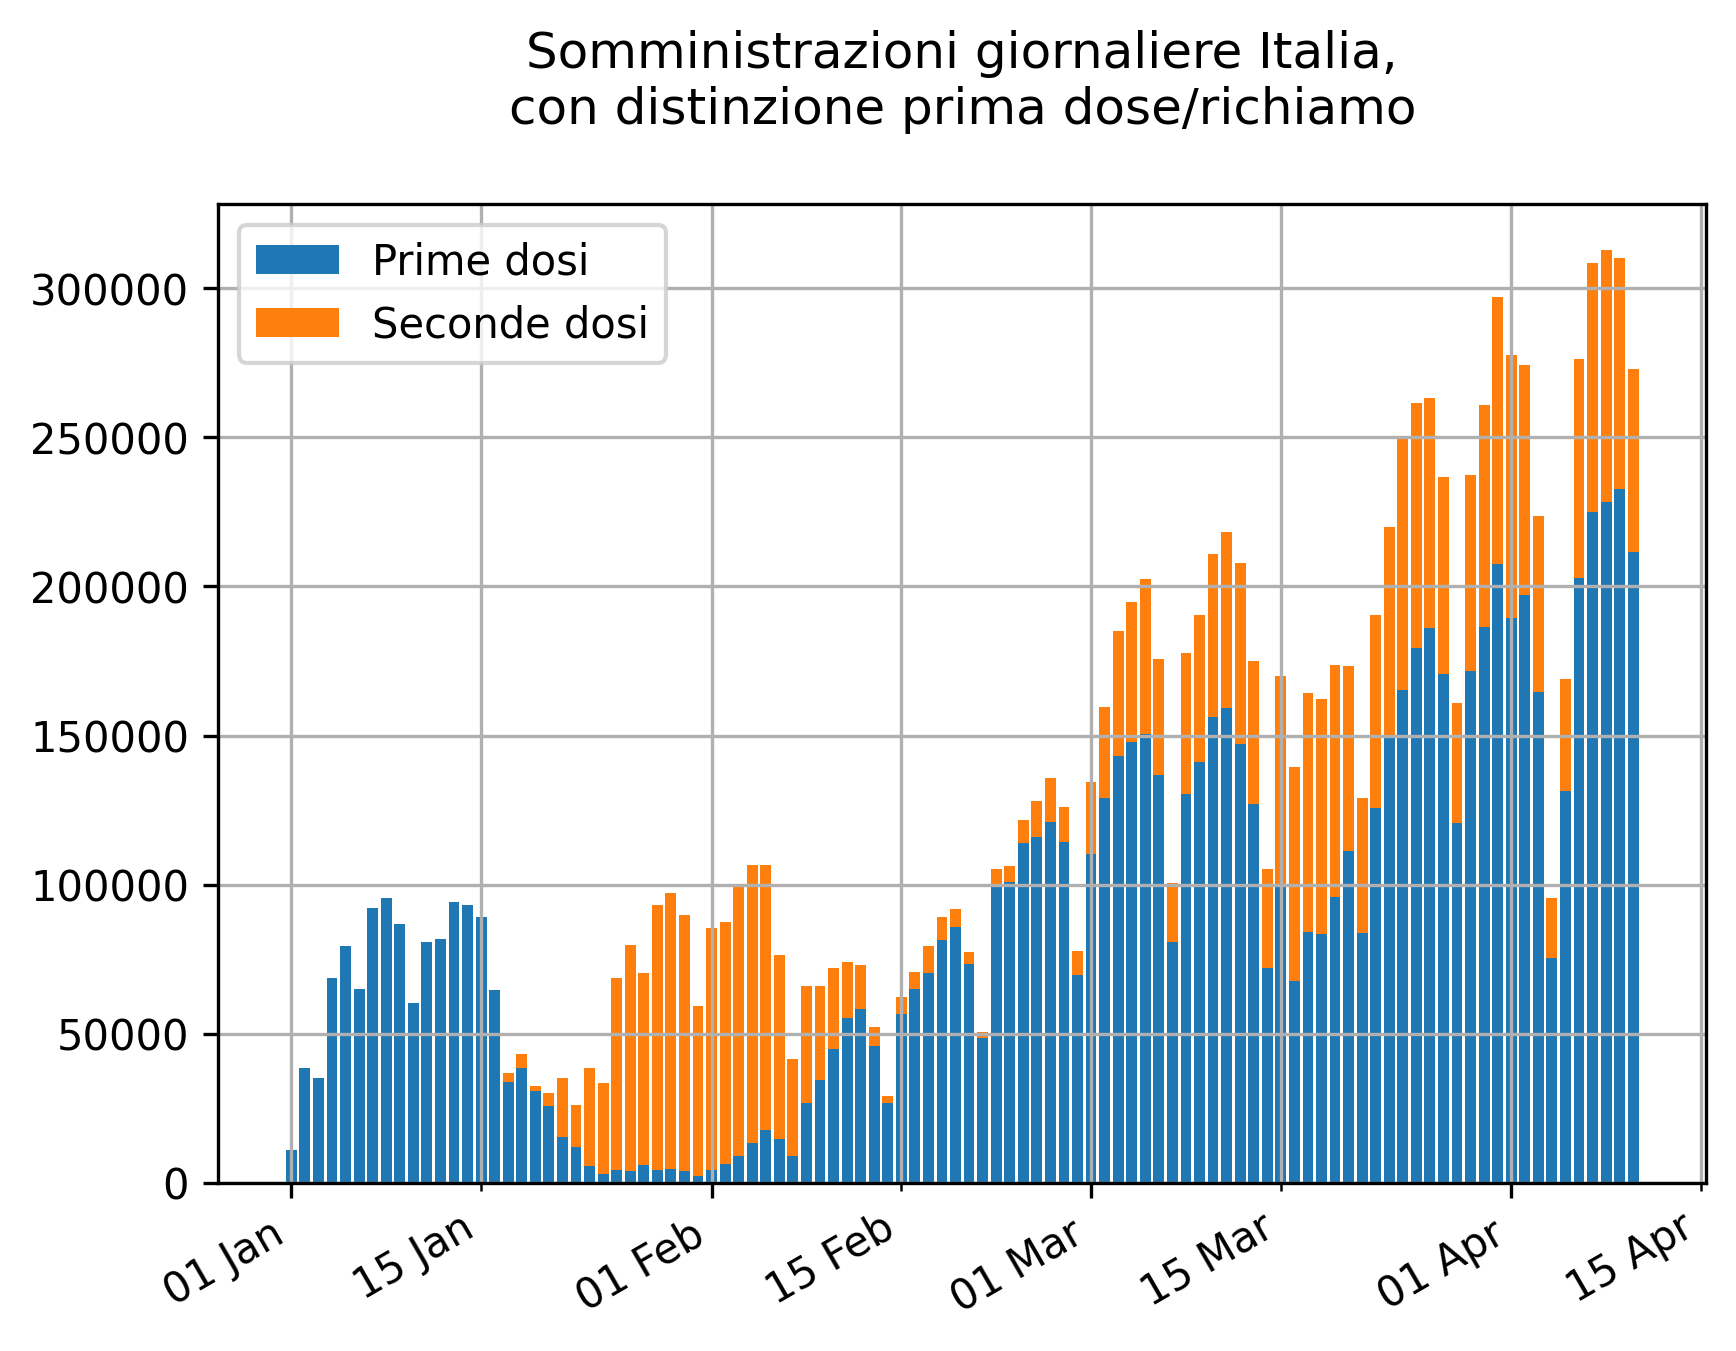 Somministrazioni giornaliere Italia,
con distinzione prima dose/richiamo
Prime dosi
Seconde dosi
300000
250000
200000
150000
100000
50000
0
01 Jan
15 Jan
01 Feb
15 Feb
01 Mar
15 Mar
01 Apr
15 Apr